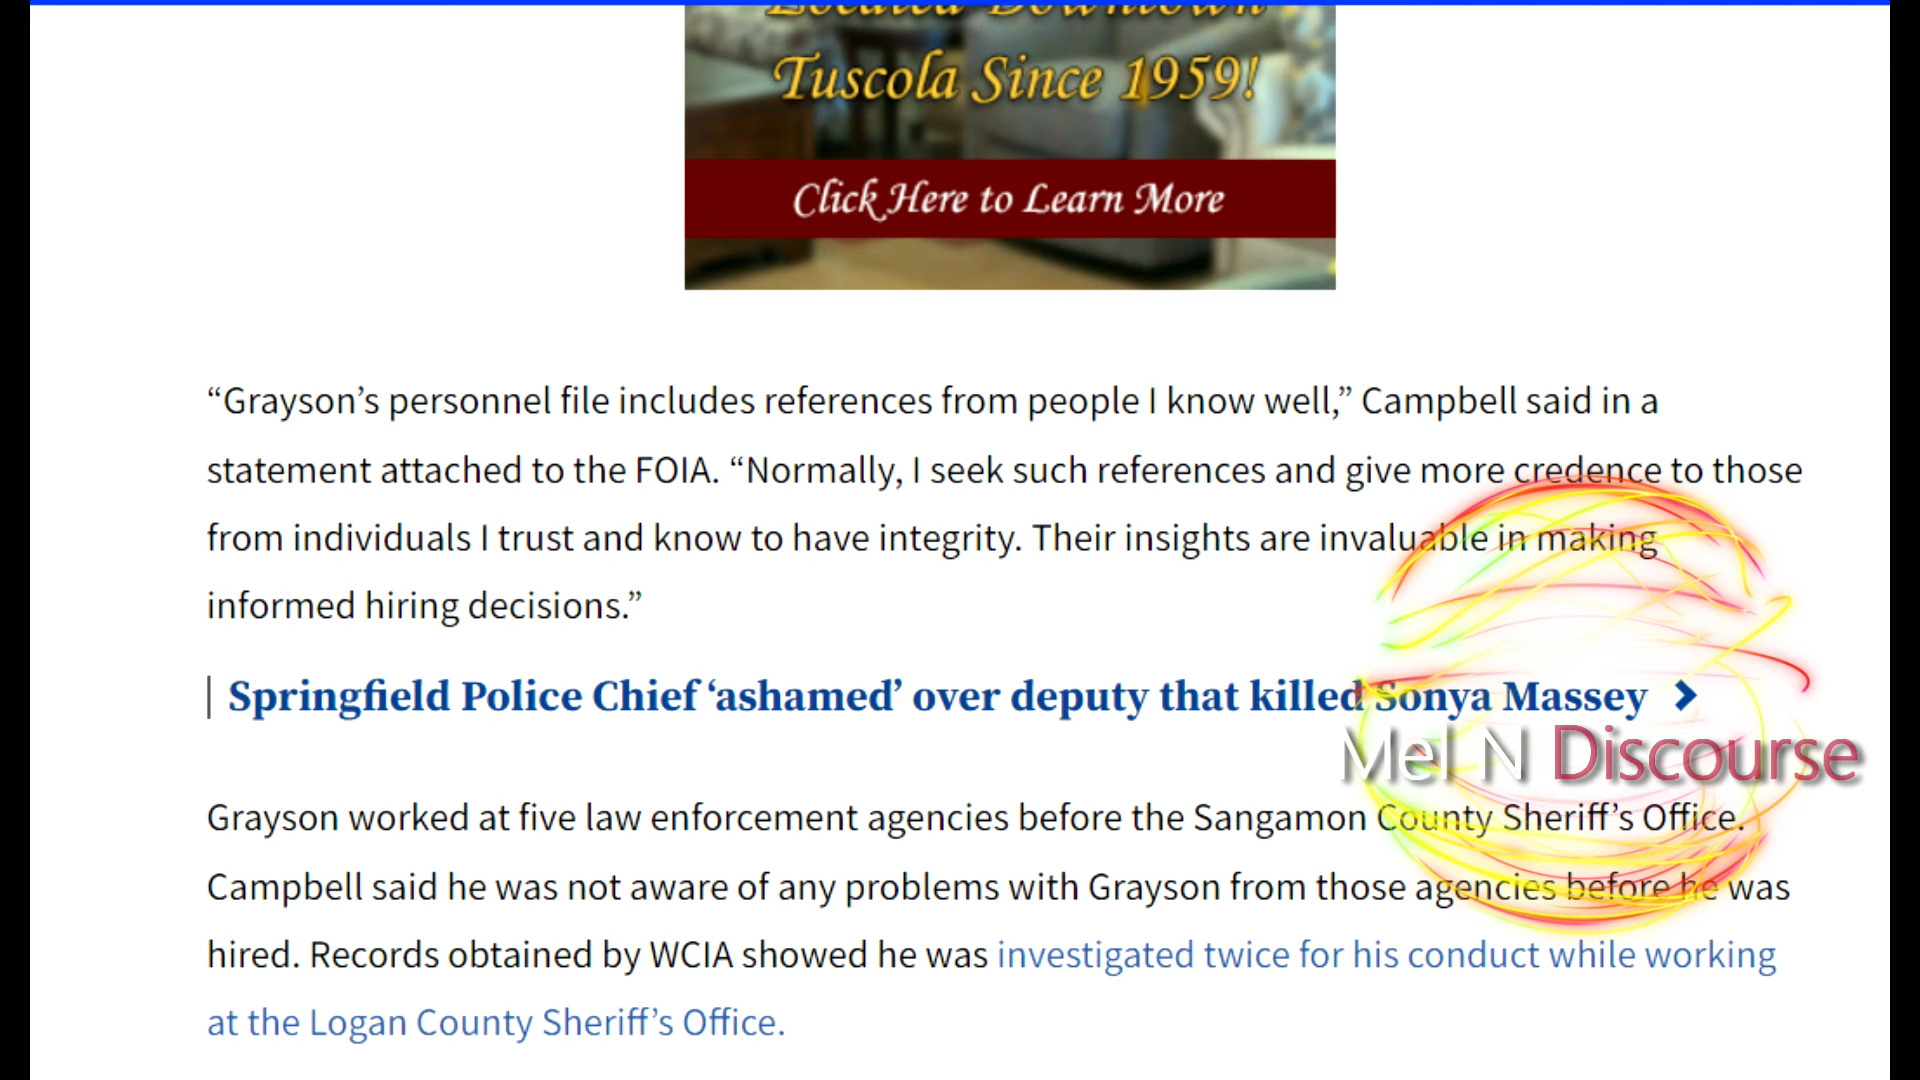 Located Downtown
Tuscola Since 1959!
Click Here to Learn More
“Grayson’s personnel file includes references from people I know well,” Campbell said in a
statement attached to the FOIA. “Normally, I seek such references and give more credence to those
from individuals I trust and know to have integrity. Their insights are invaluable in making
informed hiring decisions.”
Springfield Police Chief ‘ashamed’ over deputy that killed Sonya Massey
Mel N Discourse
Grayson worked at five law enforcement agencies before the Sangamon County Sheriff’s Office.
Campbell said he was not aware of any problems with Grayson from those agencies before he was
hired. Records obtained by WCIA showed he was investigated twice for his conduct while working
at the Logan County Sheriff’s Office.